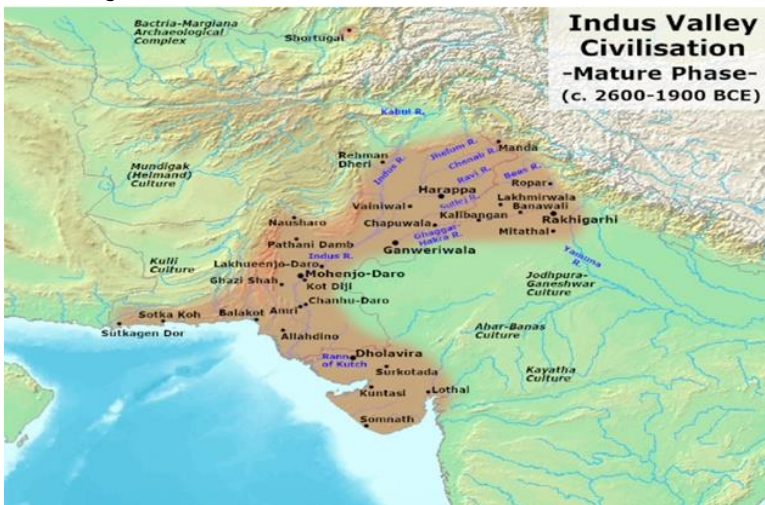 Indus Valley
Civilisation
-Mature Phase-
(c. 2600-1900 BCE)
Bactria-Margiana
Archaeological
Complex
Shortugai
Kabul R.
Mundigak
(Helmand)
Culture
Rehman
Dheri
Indus R.
Jhelum R.
Chenab R.
Manda
Ravi R.
Beas R.
Ropar
Harappa
Sutlej R.
Lakhmirwala
Vainiwal
Banawali
Kalibangan
Rakhigarhi
Chapuwala
Mitathal
Ghaggar-
Hakra R.
Nausharo
Pathani Damb
Ganweriwala
Yamuna
R.
Kulli
Culture
Indus R.
Lakhueenjo-Daro
Mohenjo-Daro
Ghazi Shah
Kot Diji
Jodhpura-
Ganeshwar
Culture
Chanhu-Daro
Amri
Sotka Koh
Balakot
Sutkagen Dor
Allahdino
Ahar-Banas
Culture
Rann
of Kutch
Dholavira
Surkotada
Kayatha
Culture
Kuntasi
Lothal
Somnath